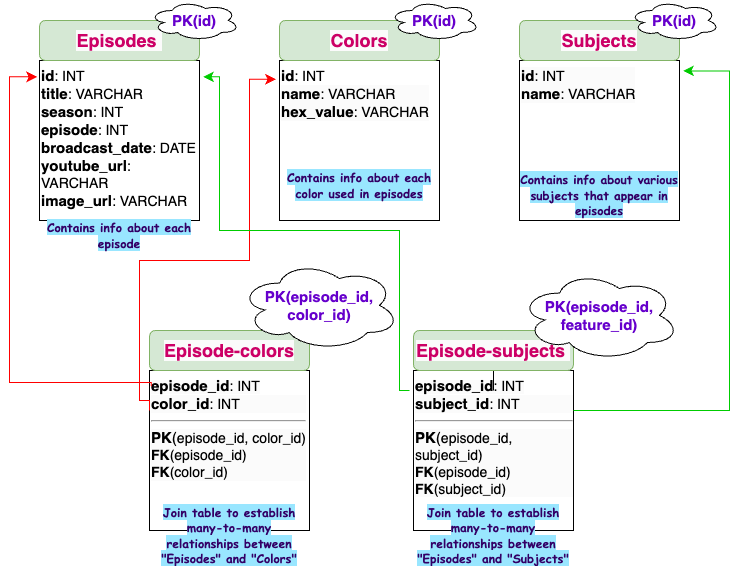 PK(id)
Episodes
id: INT
title: VARCHAR
season: INT
episode: INT
broadcast_date: DATE
youtube_url:
VARCHAR
image_url: VARCHAR
Contains info about each
episode
PK(id)
Colors
id: INT
name: VARCHAR
hex_value: VARCHAR
Contains info about each
color used in episodes
PK(id)
Subjects
id: INT
name: VARCHAR
Contains info about various
subjects that appear in
episodes
PK(episode_id,
color_id)
Episode-colors
episode_id: INT
color_id: INT
PK(episode_id, color_id)
FK(episode_id)
FK(color_id)
Join table to establish
many-to-many
relationships between
"Episodes" and "Colors"
PK(episode_id,
feature_id)
Episode-subjects
episode_id: INT
subject_id: INT
PK(episode_id,
subject_id)
FK(episode_id)
FK(subject_id)
Join table to establish
many-to-many
relationships between
"Episodes" and "Subjects"